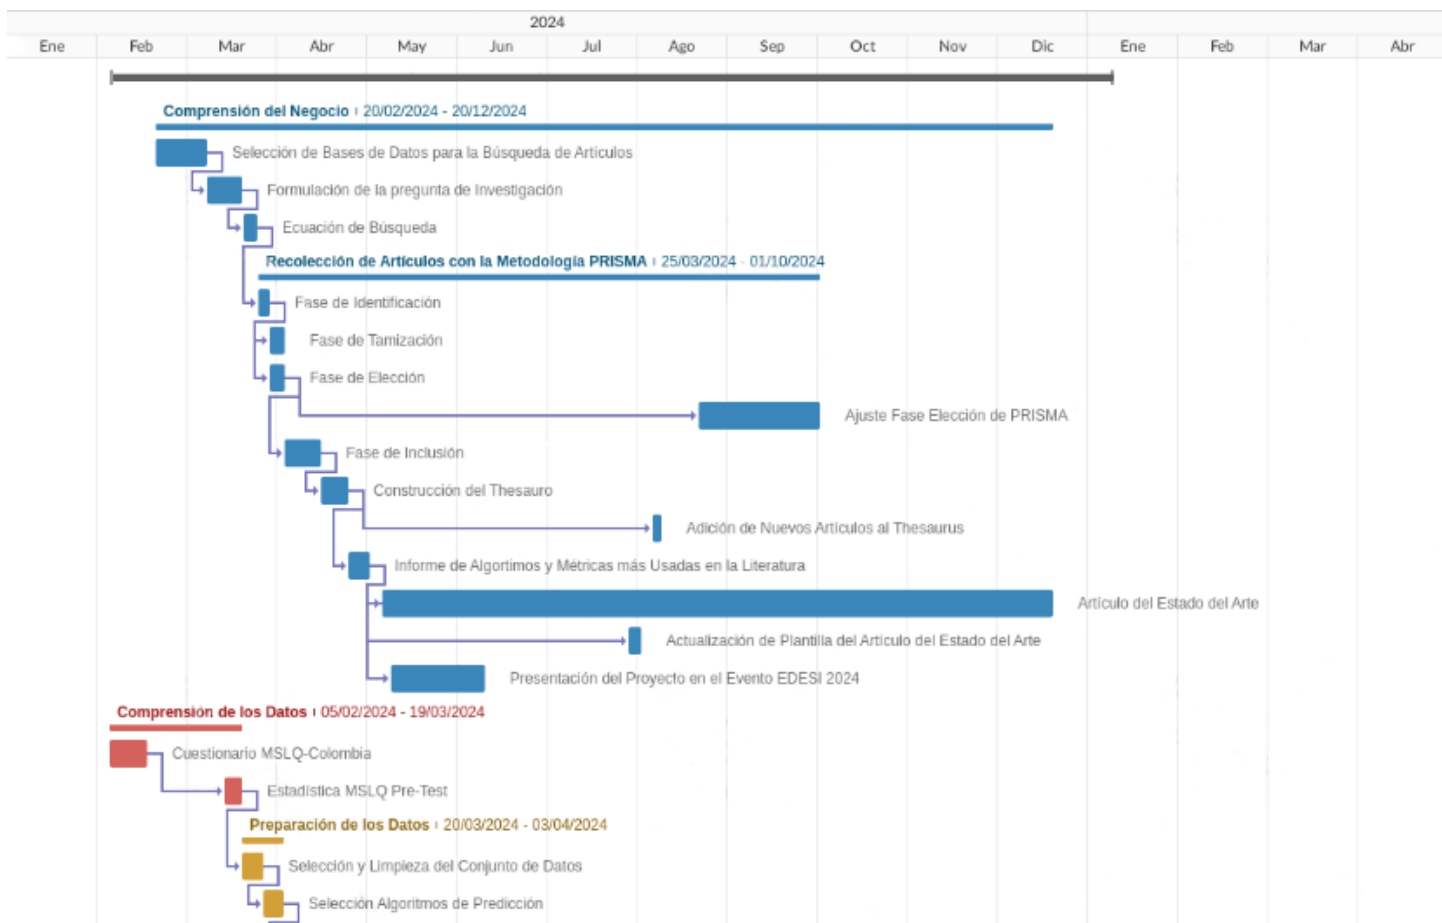 2024
Ene Feb Mar Abr May Jun Jul Ago Sep Oct Nov Dic Ene Feb Mar Abr
Comprensión del Negocio 20/02/2024 - 20/12/2024
Selección de Bases de Datos para la Búsqueda de Artículos
Formulación de la pregunta de Investigación
Ecuación de Búsqueda
Recolección de Artículos con la Metodología PRISMA 25/03/2024 - 01/10/2024
Fase de Identificación
Fase de Tamización
Fase de Elección
Ajuste Fase Elección de PRISMA
Fase de Inclusión
Construcción del Thesauro
Adición de Nuevos Artículos al Thesaurus
Informe de Algortimos y Métricas más Usadas en la Literatura
Artículo del Estado del Arte
Actualización de Plantilla del Artículo del Estado del Arte
Presentación del Proyecto en el Evento EDESI 2024
Comprensión de los Datos 05/02/2024 - 19/03/2024
Cuestionario MSLQ-Colombia
Estadística MSLQ Pre-Test
Preparación de los Datos 20/03/2024 - 03/04/2024
Selección y Limpieza del Conjunto de Datos
Selección Algoritmos de Predicción